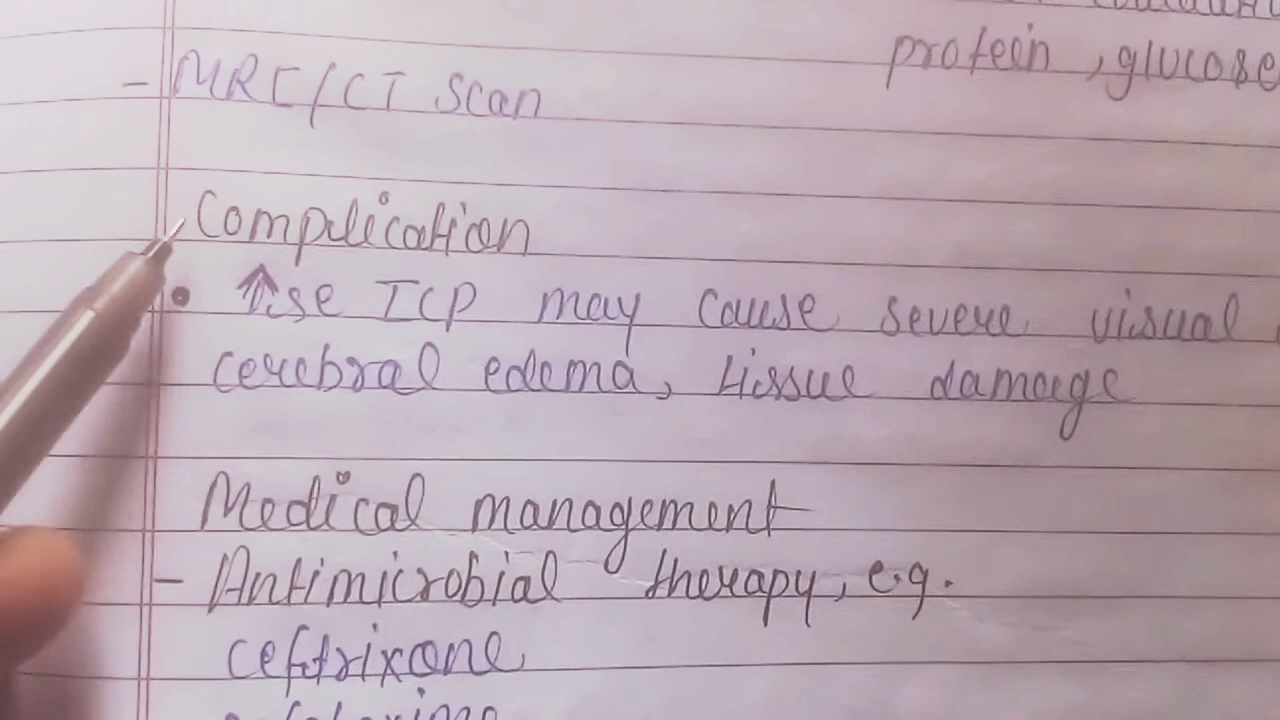 protein, glucose
- MRI/CT Scan
Complication
• ↑se ICP may cause severe visual
cerebral edema, tissue damage
Medical management
- Antimicrobial therapy, e.g.
ceftrixone